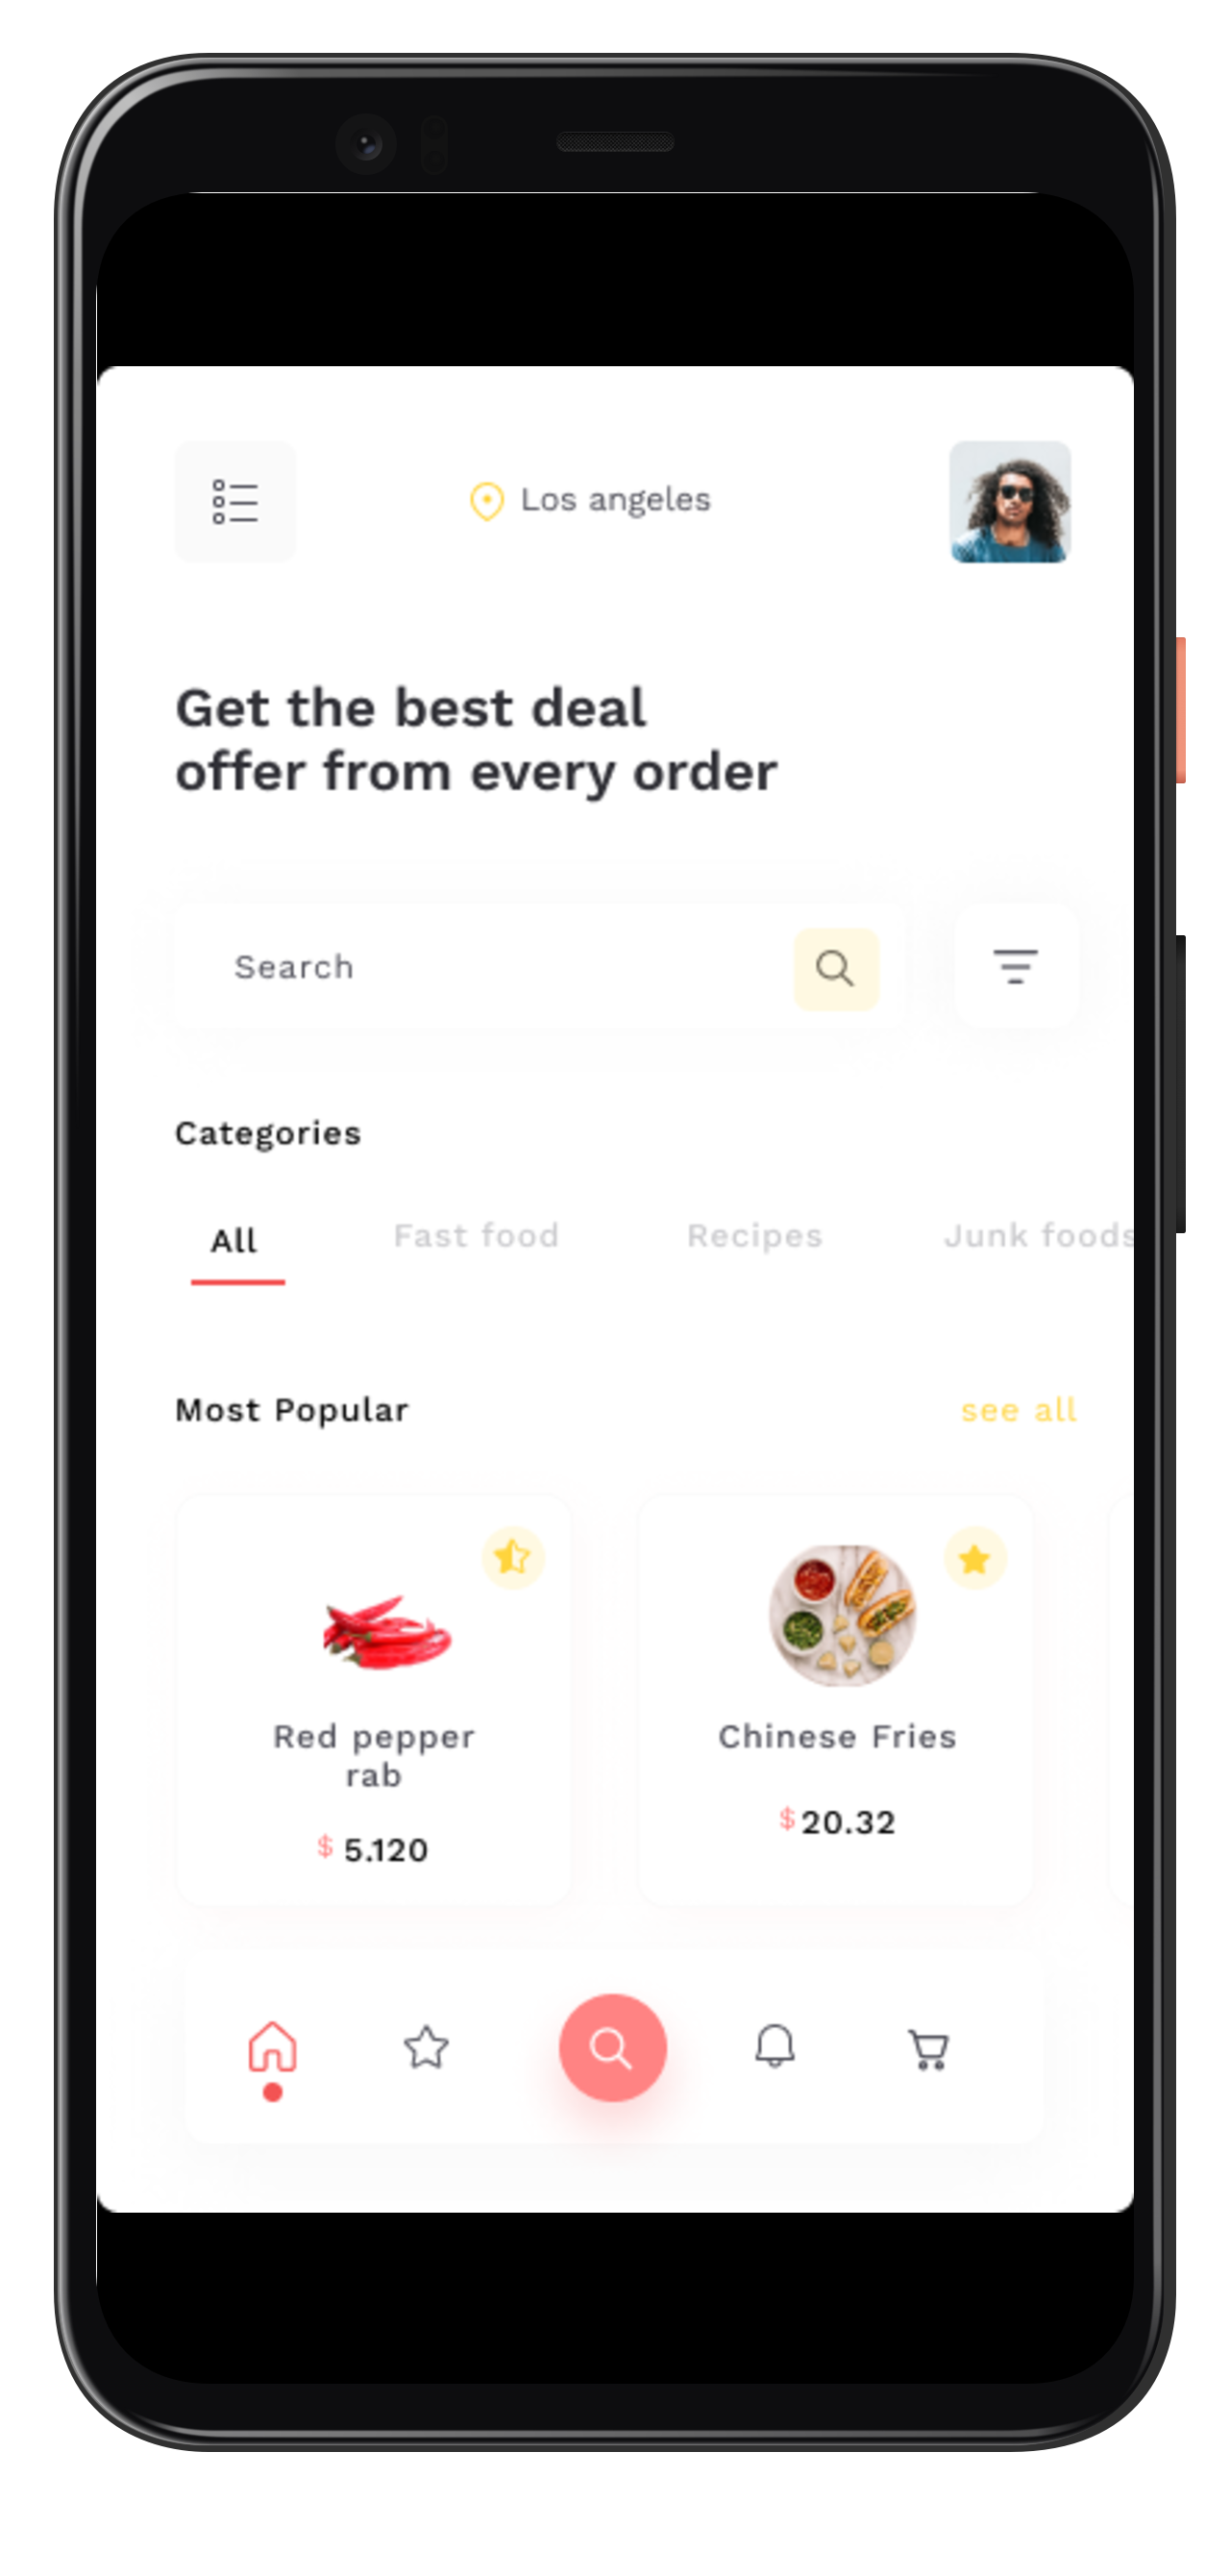 Los angeles
Get the best deal
offer from every order
Search
Categories
All Fast food Recipes Junk foods
Most Popular see all
Red pepper
rab
$ 5.120
Chinese Fries
$ 20.32